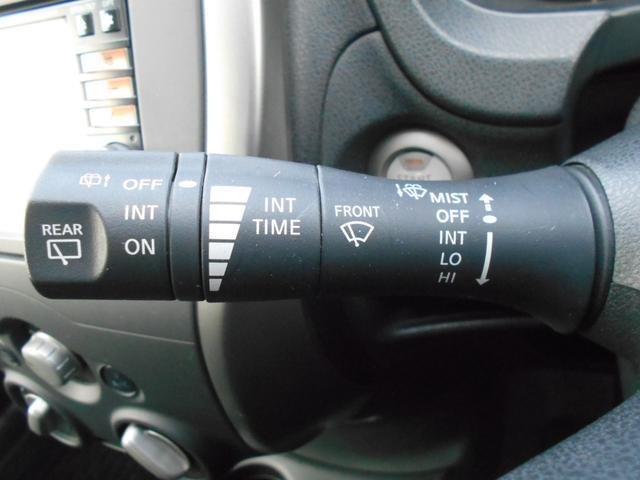 REAR
OFF
INT
ON
INT
TIME
FRONT
MIST
OFF
INT
LO
HI